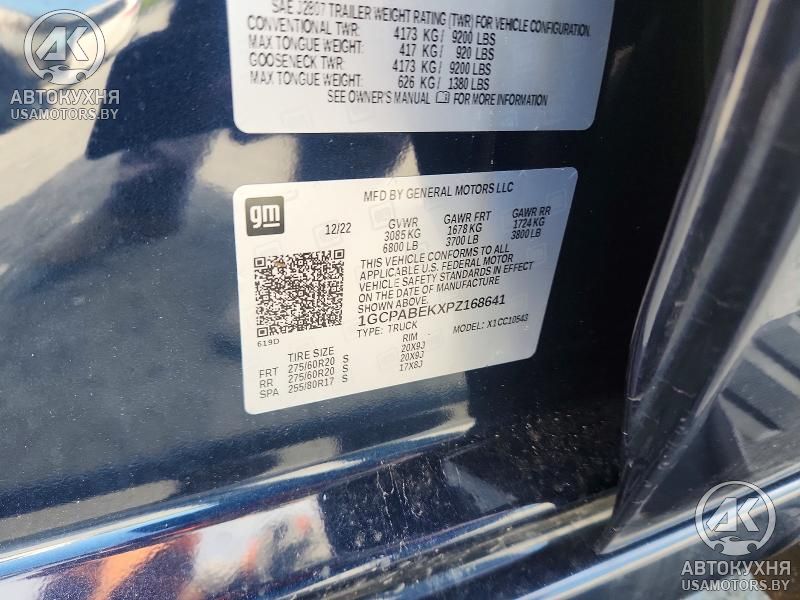 SAE J2807 TRAILER WEIGHT RATING (TWR) FOR VEHICLE CONFIGURATION.
CONVENTIONAL TWR: 4173 KG / 9200 LBS
MAX TONGUE WEIGHT: 417 KG / 920 LBS
GOOSENECK TWR: 4173 KG / 9200 LBS
MAX TONGUE WEIGHT: 626 KG / 1380 LBS
SEE OWNER'S MANUAL FOR MORE INFORMATION
AK
АВТОКУХНЯ
USAMOTORS.BY
gm
MFD BY GENERAL MOTORS LLC
12/22 GVWR GAWR FRT GAWR RR
3085 KG 1678 KG 1724 KG
6800 LB 3700 LB 3800 LB
THIS VEHICLE CONFORMS TO ALL
APPLICABLE U.S. FEDERAL MOTOR
VEHICLE SAFETY STANDARDS IN EFFECT
ON THE DATE OF MANUFACTURE
SHOWN ABOVE.
1GCPABEKXPZ168641
619D
TYPE: TRUCK MODEL: X1CC10543
TIRE SIZE RIM
FRT 275/60R20 S 20X9J
RR 275/60R20 S 20X9J
SPA 255/80R17 S 17X8J
AK
АВТОКУХНЯ
USAMOTORS.BY